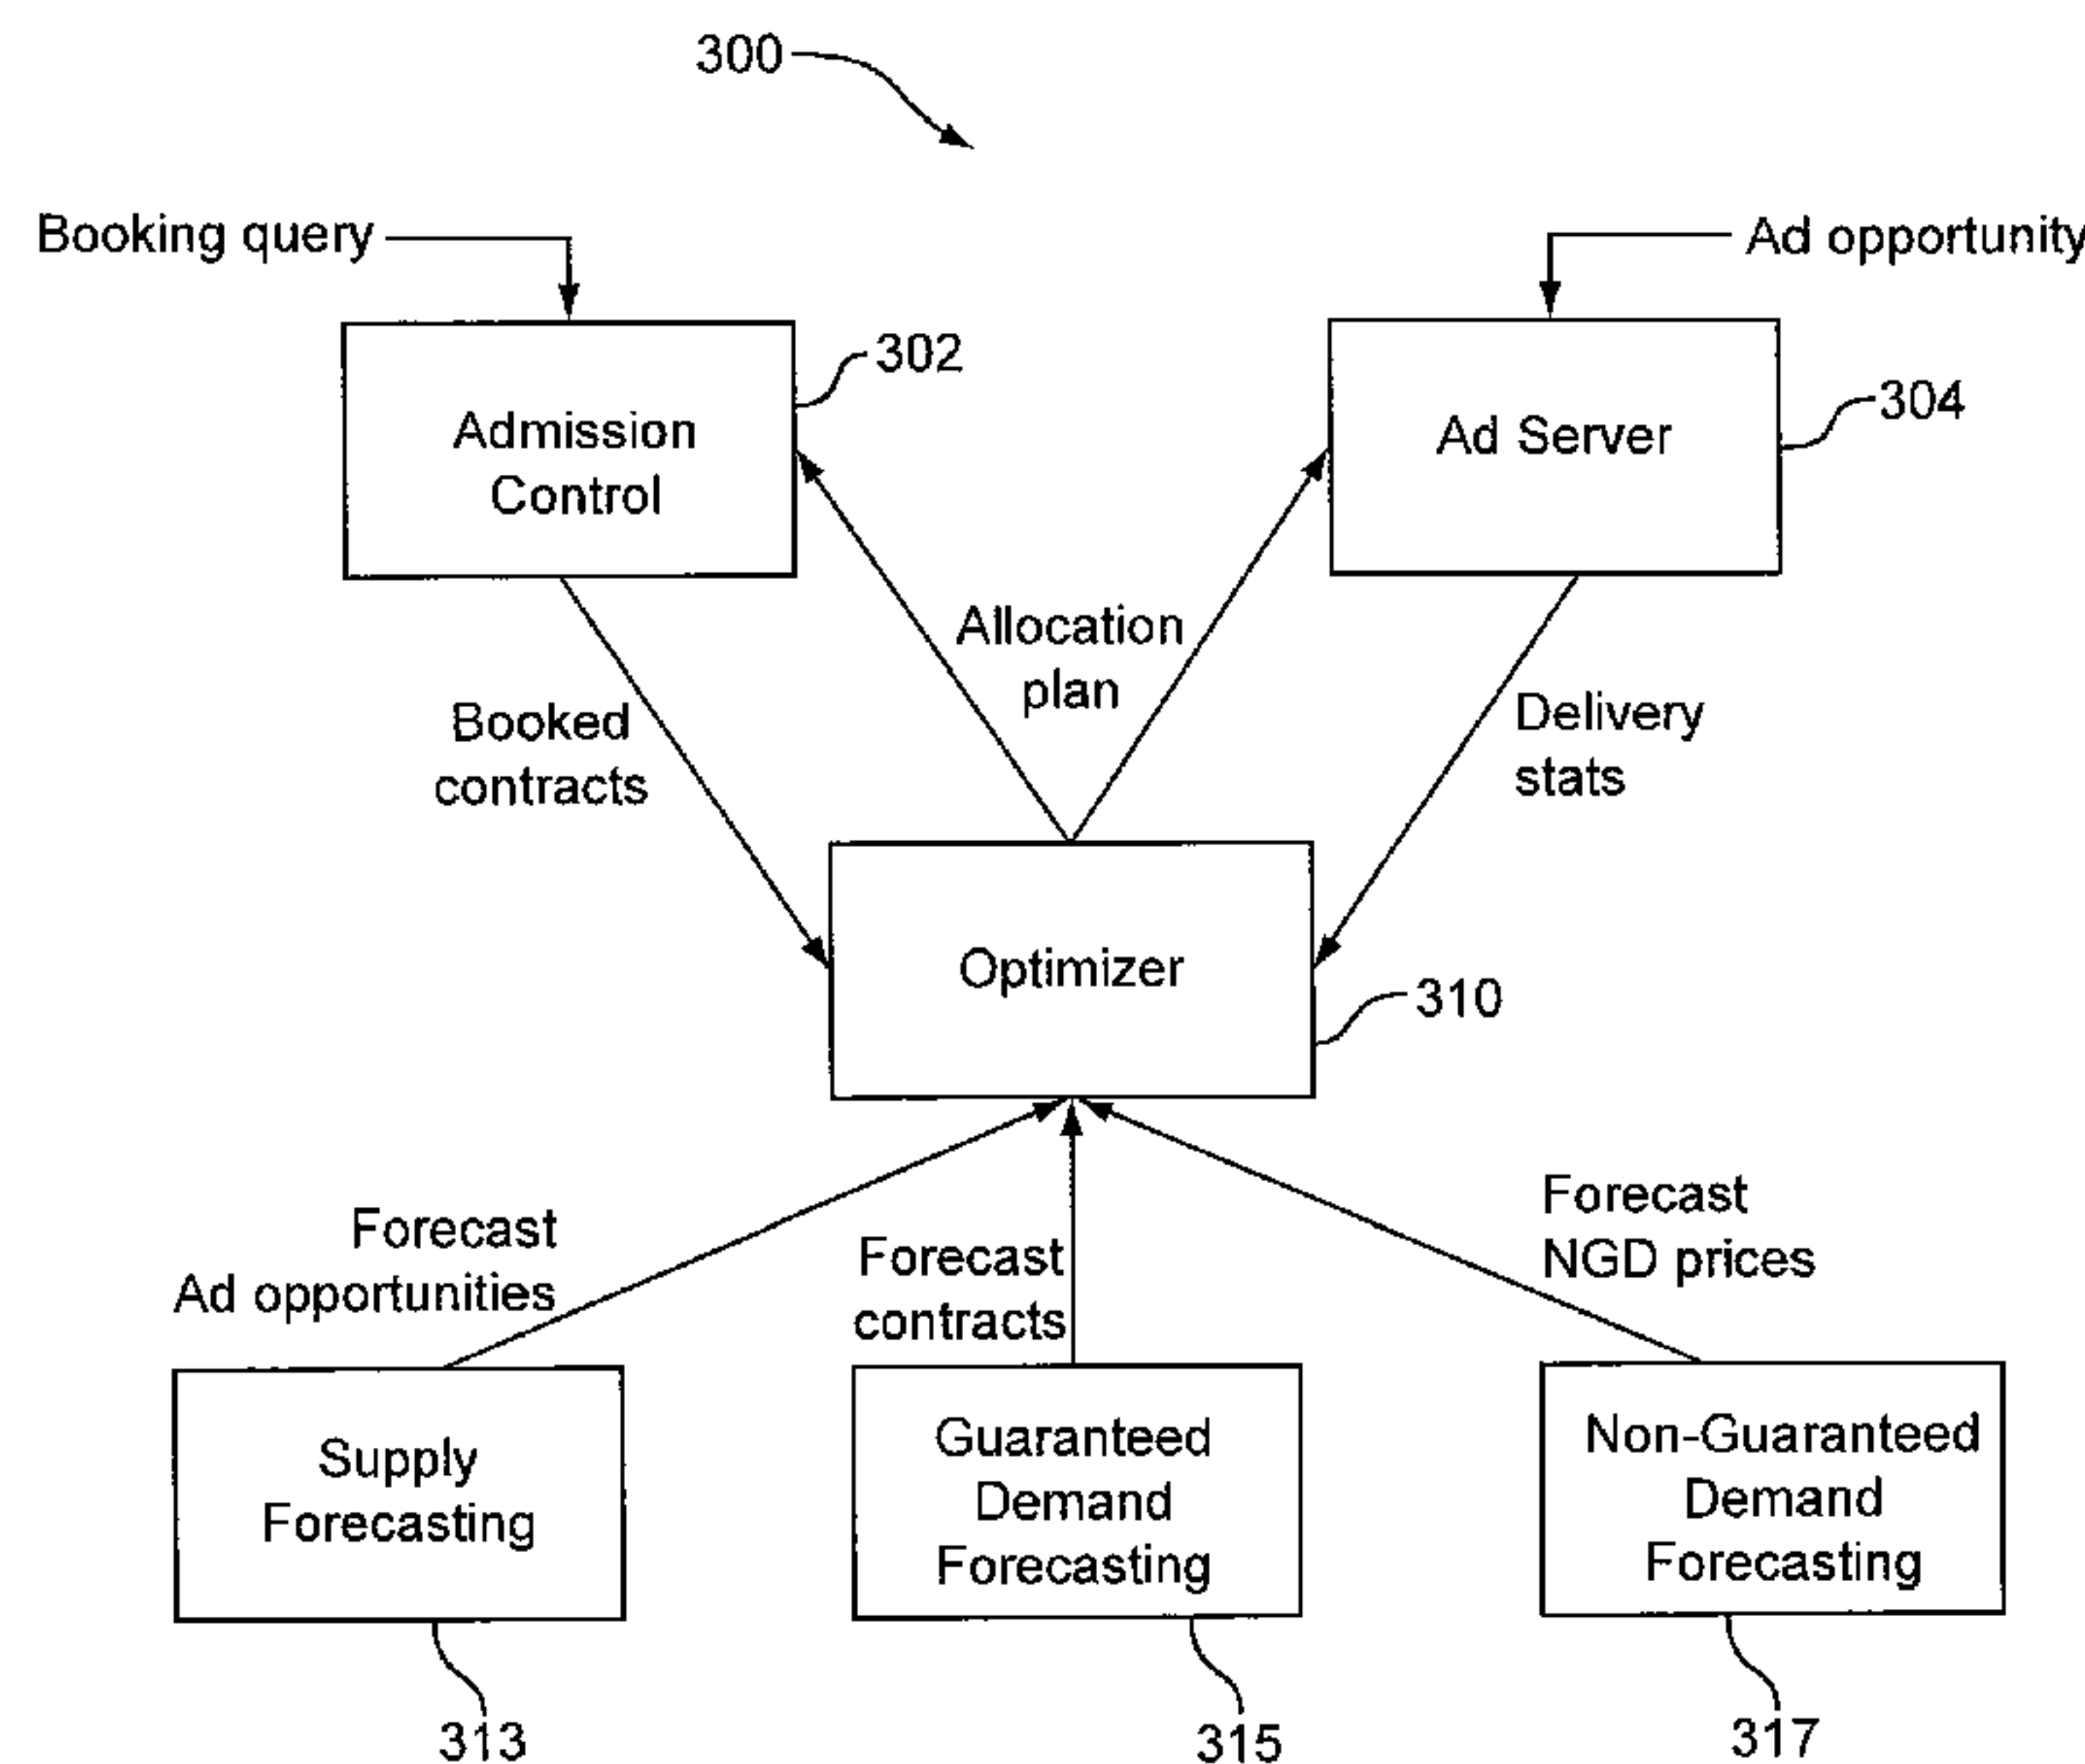 300
Booking query
Ad opportunity
302
304
Admission
Control
Ad Server
Allocation
plan
Booked
contracts
Delivery
stats
Optimizer
310
Forecast
Ad opportunities
Forecast
contracts
Forecast
NGD prices
Supply
Forecasting
Guaranteed
Demand
Forecasting
Non-Guaranteed
Demand
Forecasting
313
315
317